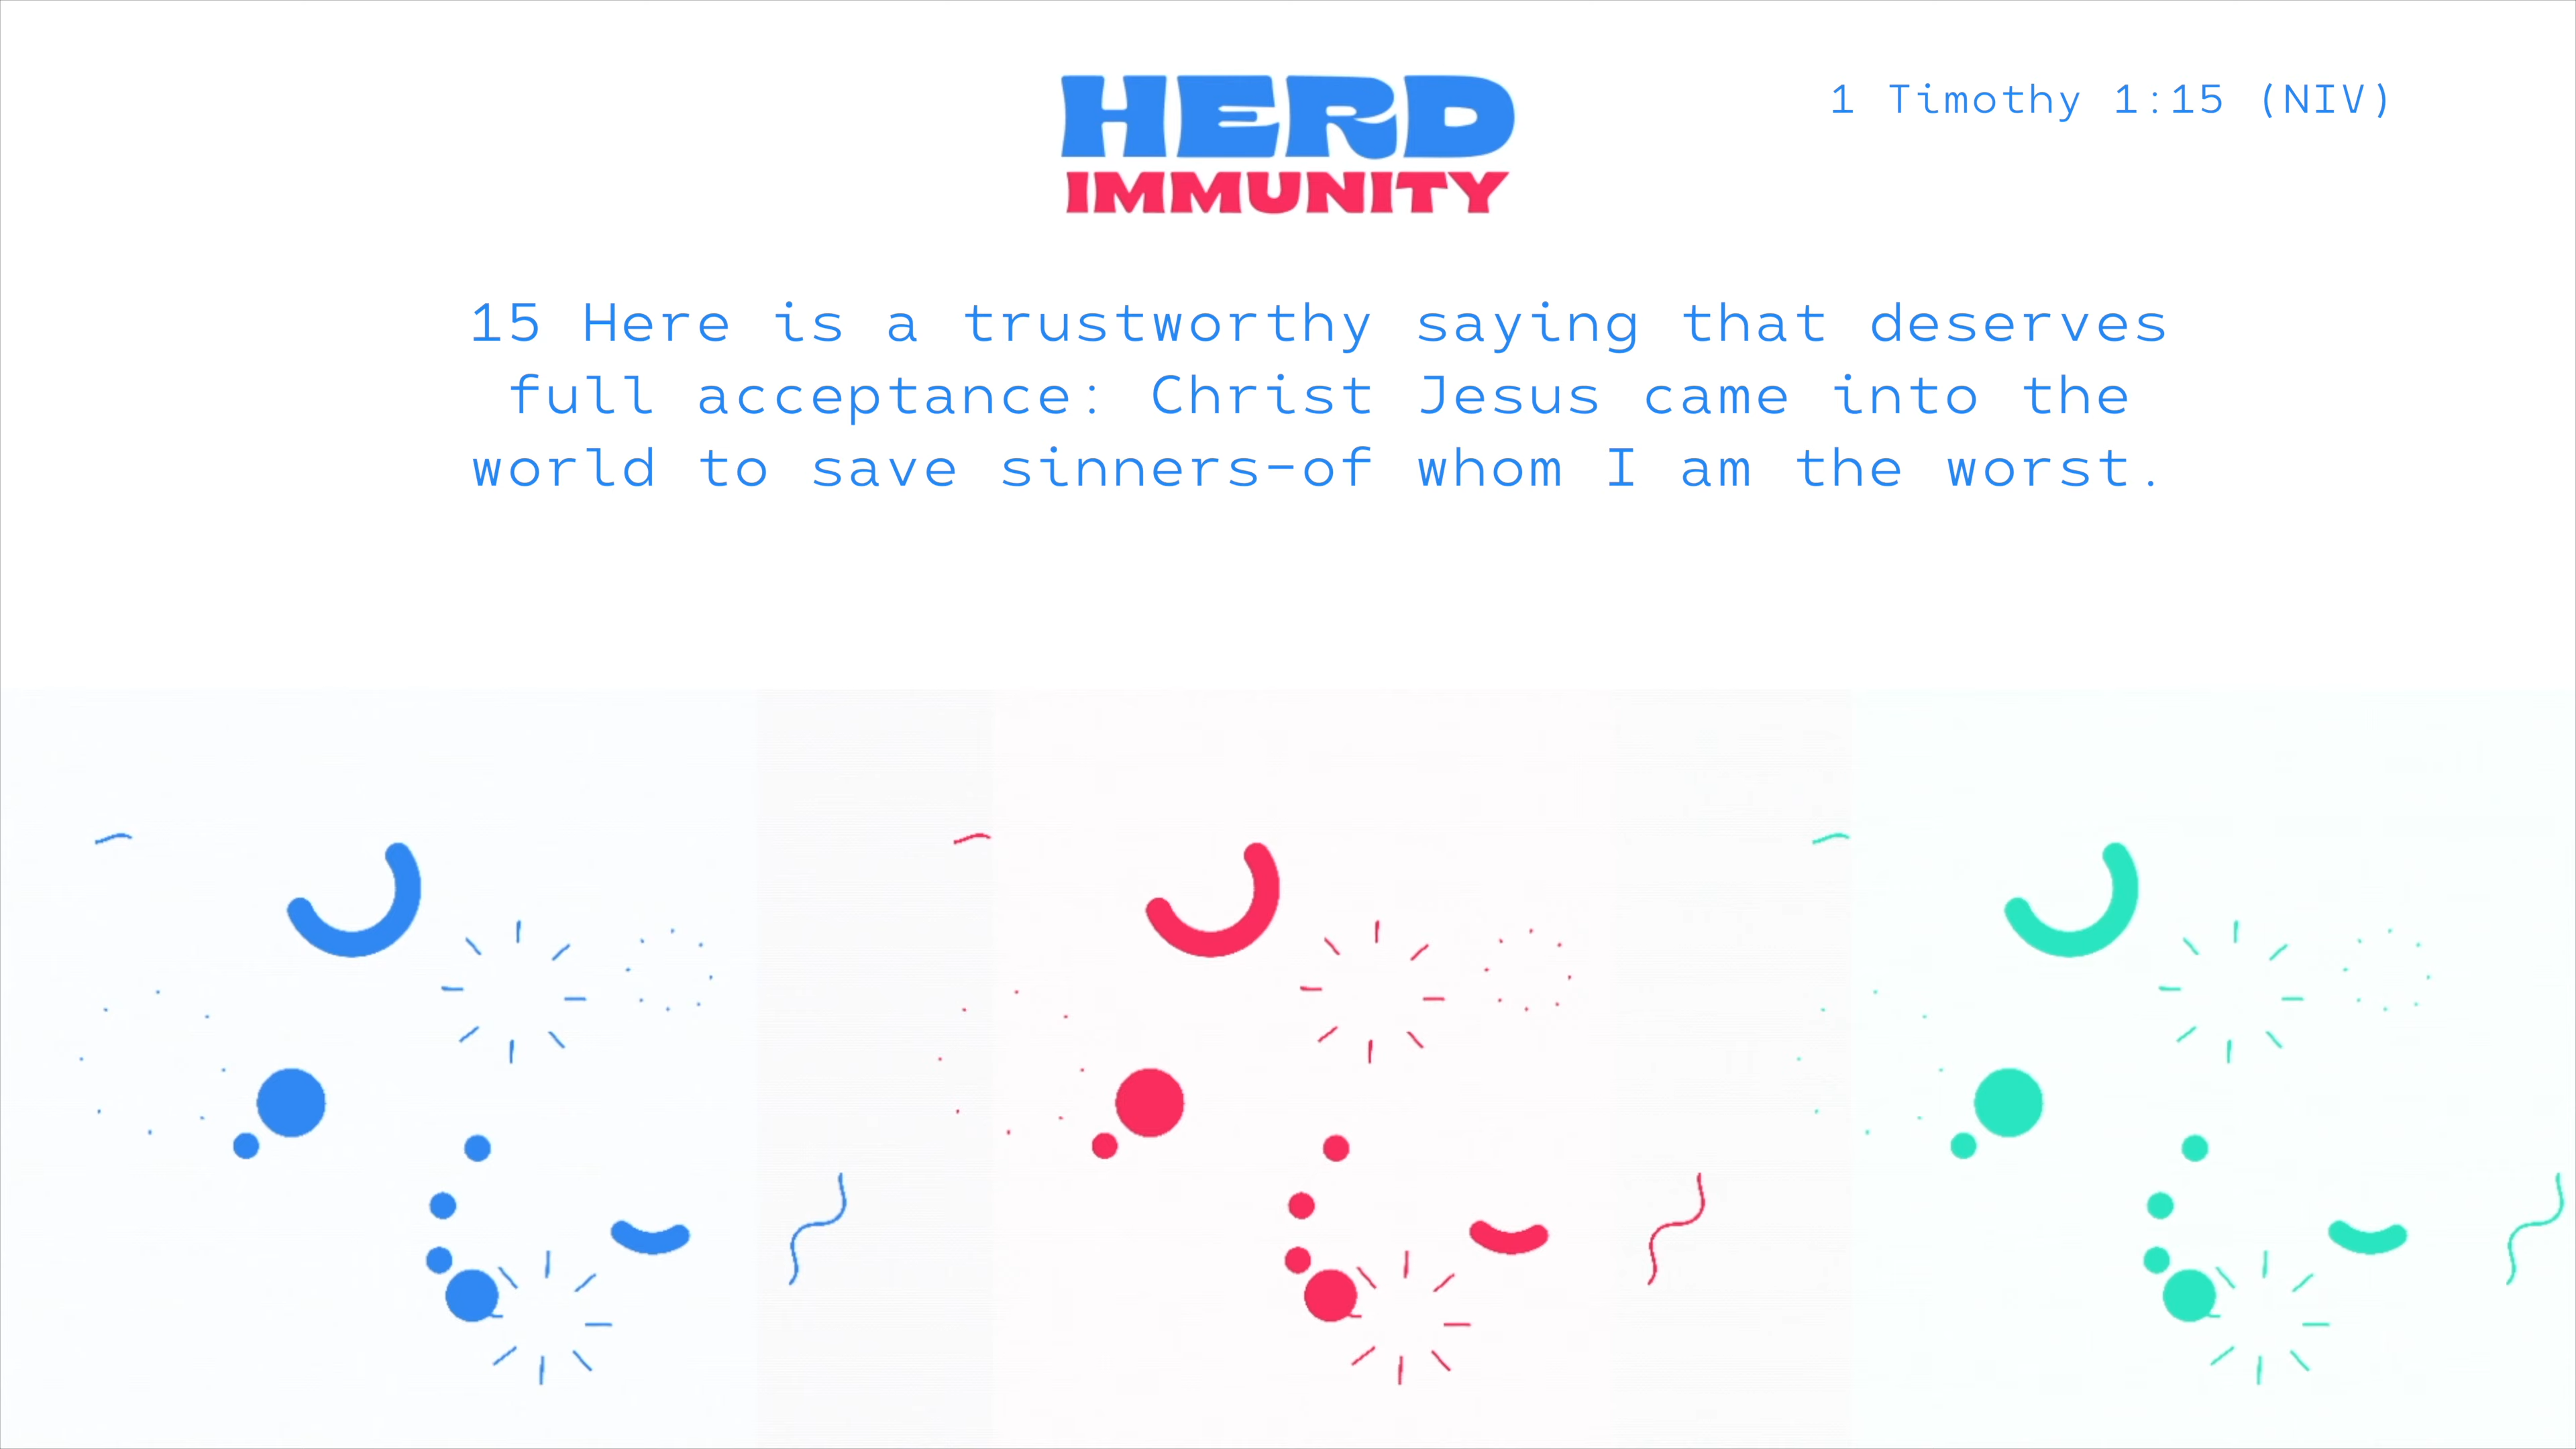 HERD
IMMUNITY
1 Timothy 1:15 (NIV)
15 Here is a trustworthy saying that deserves
full acceptance: Christ Jesus came into the
world to save sinners-of whom I am the worst.